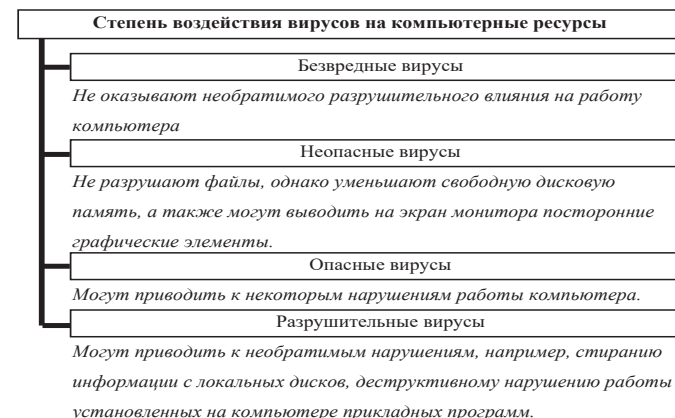 Степень воздействия вирусов на компьютерные ресурсы
Безвредные вирусы
Не оказывают необратимого разрушительного влияния на работу
компьютера
Неопасные вирусы
Не разрушают файлы, однако уменьшают свободную дисковую
память, а также могут выводить на экран монитора посторонние
графические элементы.
Опасные вирусы
Могут приводить к некоторым нарушениям работы компьютера.
Разрушительные вирусы
Могут приводить к необратимым нарушениям, например, стиранию
информации с локальных дисков, деструктивному нарушению работы
установленных на компьютере прикладных программ.